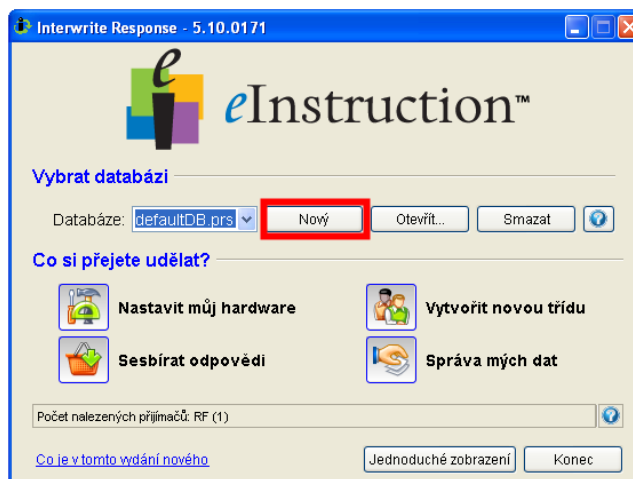 Interwrite Response - 5.10.0171
eInstruction™
Vybrat databázi
Databáze: defaultDB.prs Nový Otevřít... Smazat
Co si přejete udělat?
Nastavit můj hardware Vytvořit novou třídu
Sesbírat odpovědi Správa mých dat
Počet nalezených přijímačů: RF (1)
Co je v tomto vydání nového Jednoduché zobrazení Konec